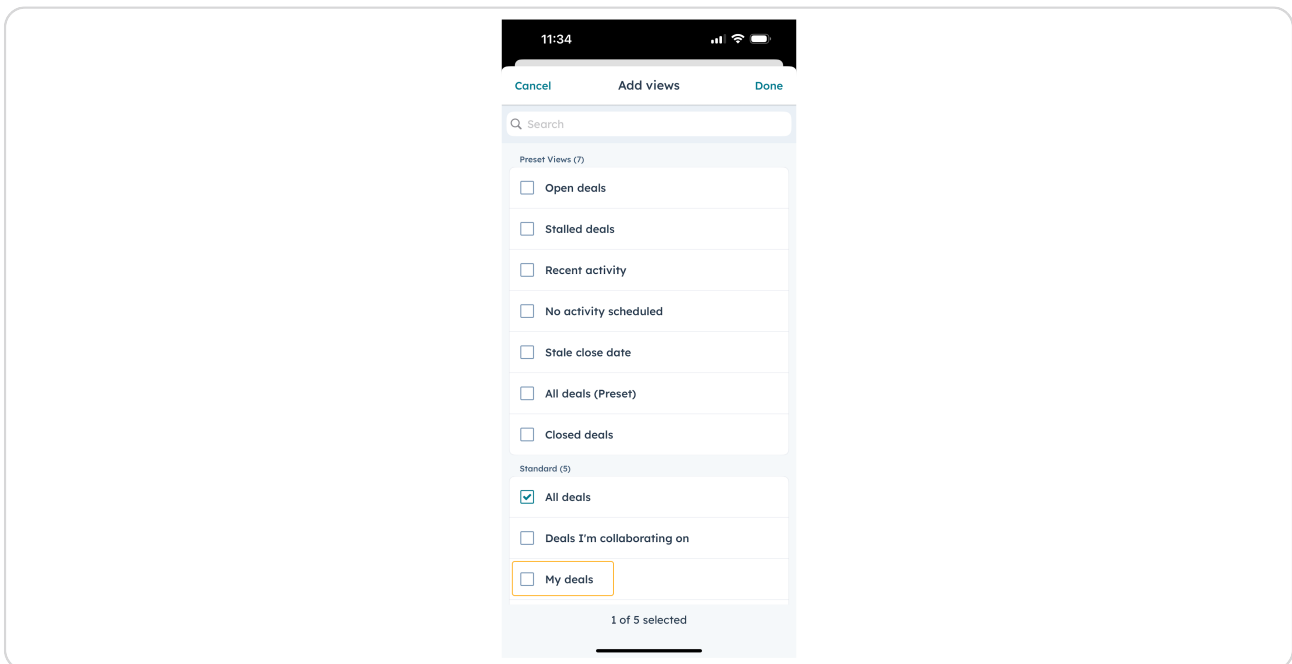 11:34
Cancel Add views Done
Search
Preset Views (7)
Open deals
Stalled deals
Recent activity
No activity scheduled
Stale close date
All deals (Preset)
Closed deals
Standard (5)
All deals
Deals I'm collaborating on
My deals
1 of 5 selected